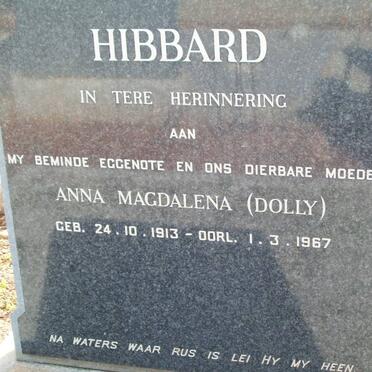 HIBBARD
IN TERE HERINNERING
AAN
MY BEMINDE EGGENOTE EN ONS DIERBARE MOEDE
ANNA MAGDALENA (DOLLY)
GEB. 24.10.1913 - OORL. 1.3.1967
NA WATERS WAAR RUS IS LEI HY MY HEEN